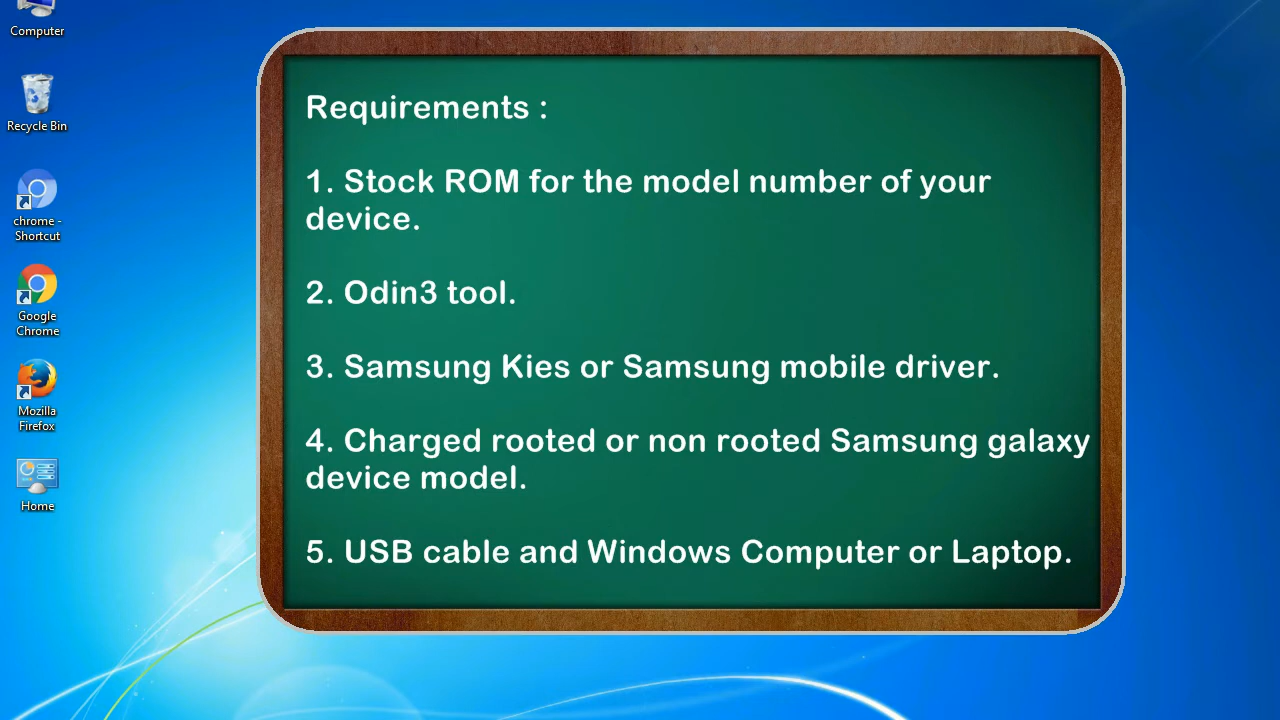 Computer
Recycle Bin
chrome -
Shortcut
Google
Chrome
Mozilla
Firefox
Home
Requirements :
1. Stock ROM for the model number of your
device.
2. Odin3 tool.
3. Samsung Kies or Samsung mobile driver.
4. Charged rooted or non rooted Samsung galaxy
device model.
5. USB cable and Windows Computer or Laptop.